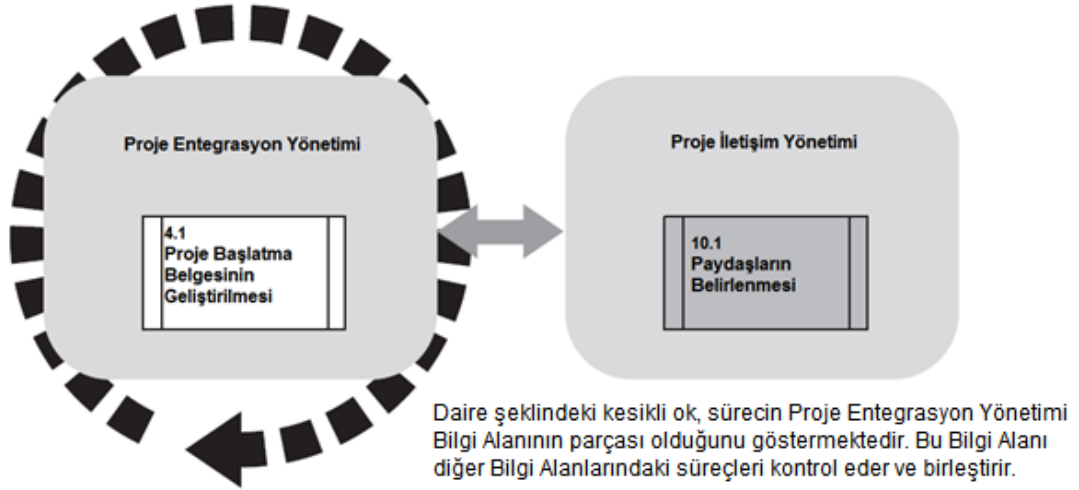 Proje Entegrasyon Yönetimi
4.1
Proje Başlatma
Belgesinin
Geliştirilmesi
Proje İletişim Yönetimi
10.1
Paydaşların
Belirlenmesi
Daire şeklindeki kesikli ok, sürecin Proje Entegrasyon Yönetimi
Bilgi Alanının parçası olduğunu göstermektedir. Bu Bilgi Alanı
diğer Bilgi Alanlarındaki süreçleri kontrol eder ve birleştirir.